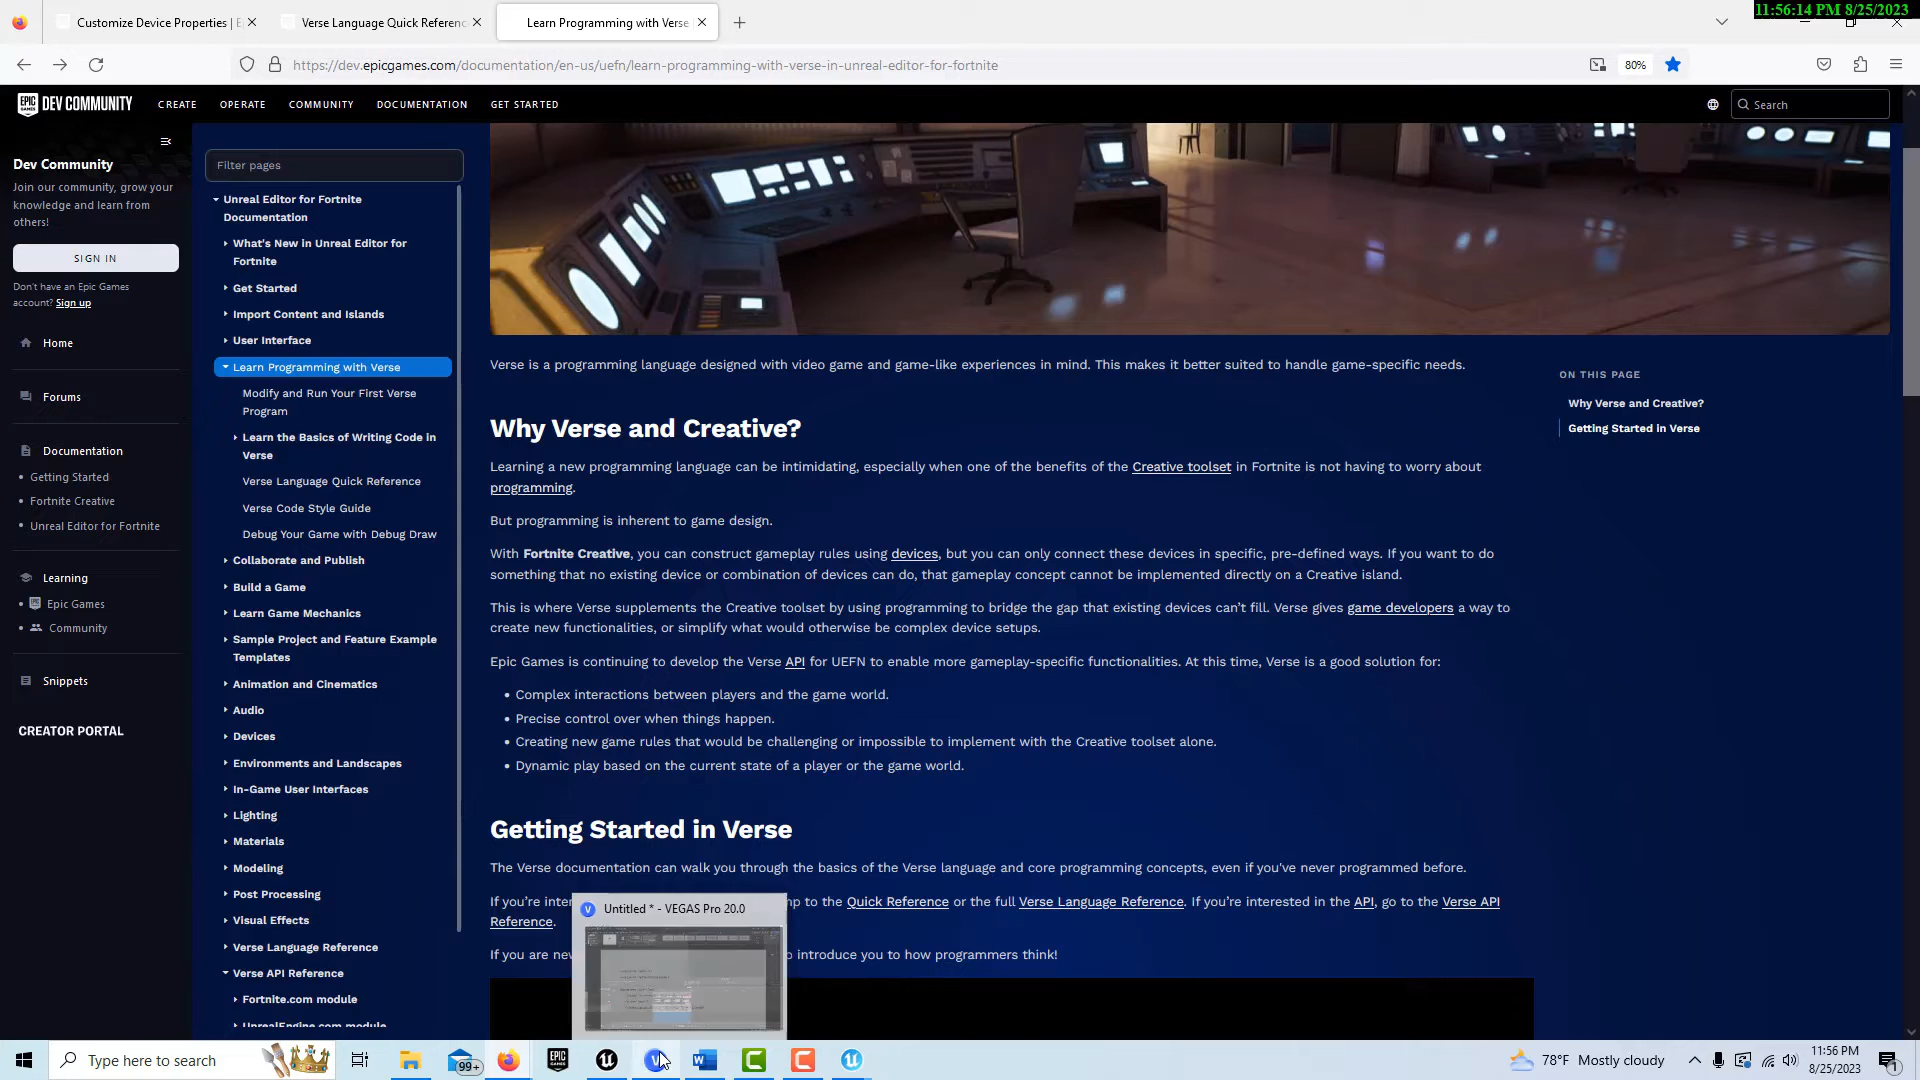 11:56:14 PM 8/25/2023
Customize Device Properties | E
Verse Language Quick Referenc
Learn Programming with Verse
https://dev.epicgames.com/documentation/en-us/uefn/learn-programming-with-verse-in-unreal-editor-for-fortnite
80%
EPIC GAMES
DEV COMMUNITY
CREATE
OPERATE
COMMUNITY
DOCUMENTATION
GET STARTED
Search
Dev Community
Join our community, grow your
knowledge and learn from
others!
SIGN IN
Don't have an Epic Games
account? Sign up
Home
Forums
Documentation
Getting Started
Fortnite Creative
Unreal Editor for Fortnite
Learning
Epic Games
Community
Snippets
CREATOR PORTAL
Filter pages
Unreal Editor for Fortnite
Documentation
What's New in Unreal Editor for
Fortnite
Get Started
Import Content and Islands
User Interface
Learn Programming with Verse
Modify and Run Your First Verse
Program
Learn the Basics of Writing Code in
Verse
Verse Language Quick Reference
Verse Code Style Guide
Debug Your Game with Debug Draw
Collaborate and Publish
Build a Game
Learn Game Mechanics
Sample Project and Feature Example
Templates
Animation and Cinematics
Audio
Devices
Environments and Landscapes
In-Game User Interfaces
Lighting
Materials
Modeling
Post Processing
Visual Effects
Verse Language Reference
Verse API Reference
Fortnite.com module
UnrealEngine.com module
Verse is a programming language designed with video game and game-like experiences in mind. This makes it better suited to handle game-specific needs.
Why Verse and Creative?
Learning a new programming language can be intimidating, especially when one of the benefits of the Creative toolset in Fortnite is not having to worry about
programming.
But programming is inherent to game design.
With Fortnite Creative, you can construct gameplay rules using devices, but you can only connect these devices in specific, pre-defined ways. If you want to do
something that no existing device or combination of devices can do, that gameplay concept cannot be implemented directly on a Creative island.
This is where Verse supplements the Creative toolset by using programming to bridge the gap that existing devices can't fill. Verse gives game developers a way to
create new functionalities, or simplify what would otherwise be complex device setups.
Epic Games is continuing to develop the Verse API for UEFN to enable more gameplay-specific functionalities. At this time, Verse is a good solution for:
Complex interactions between players and the game world.
Precise control over when things happen.
Creating new game rules that would be challenging or impossible to implement with the Creative toolset alone.
Dynamic play based on the current state of a player or the game world.
Getting Started in Verse
The Verse documentation can walk you through the basics of the Verse language and core programming concepts, even if you've never programmed before.
If you're inter
mp to the Quick Reference or the full Verse Language Reference. If you're interested in the API, go to the Verse API
Reference.
If you are new
o introduce you to how programmers think!
ON THIS PAGE
Why Verse and Creative?
Getting Started in Verse
Untitled * - VEGAS Pro 20.0
Type here to search
99+
EPIC GAMES
78°F Mostly cloudy
11:56 PM
8/25/2023
1